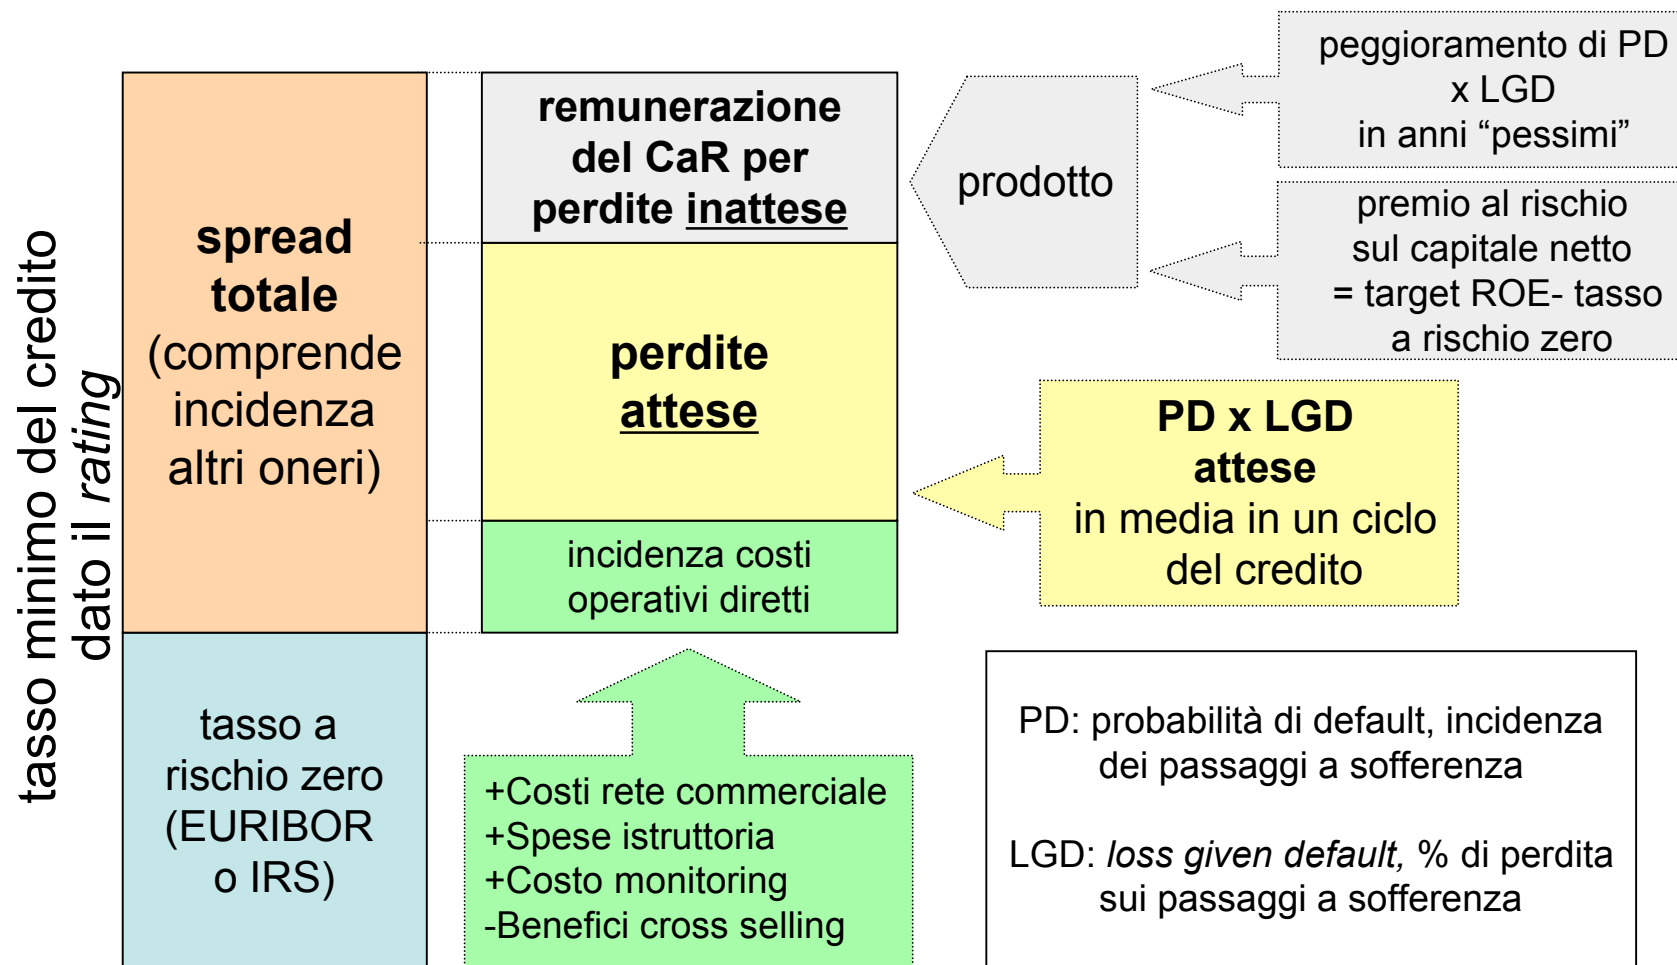 tasso minimo del credito
dato il rating
spread
totale
(comprende
incidenza
altri oneri)
tasso a
rischio zero
(EURIBOR
o IRS)
remunerazione
del CaR per
perdite inattese
perdite
attese
incidenza costi
operativi diretti
+Costi rete commerciale
+Spese istruttoria
+Costo monitoring
-Benefici cross selling
prodotto
peggioramento di PD
x LGD
in anni “pessimi”
premio al rischio
sul capitale netto
= target ROE- tasso
a rischio zero
PD x LGD
attese
in media in un ciclo
del credito
PD: probabilità di default, incidenza
dei passaggi a sofferenza
LGD: loss given default, % di perdita
sui passaggi a sofferenza